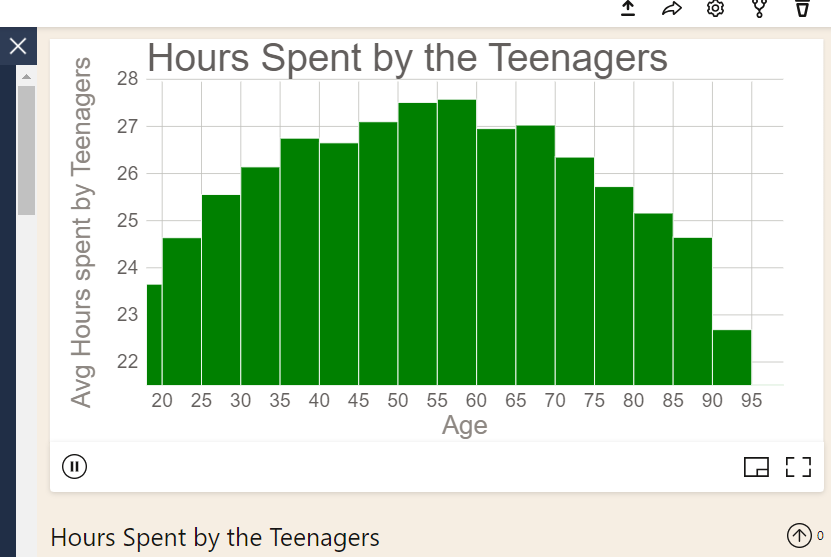 Hours Spent by the Teenagers
Avg Hours spent by Teenagers
28
27
26
25
24
23
22
20 25 30 35 40 45 50 55 60 65 70 75 80 85 90 95
Age
Hours Spent by the Teenagers
0